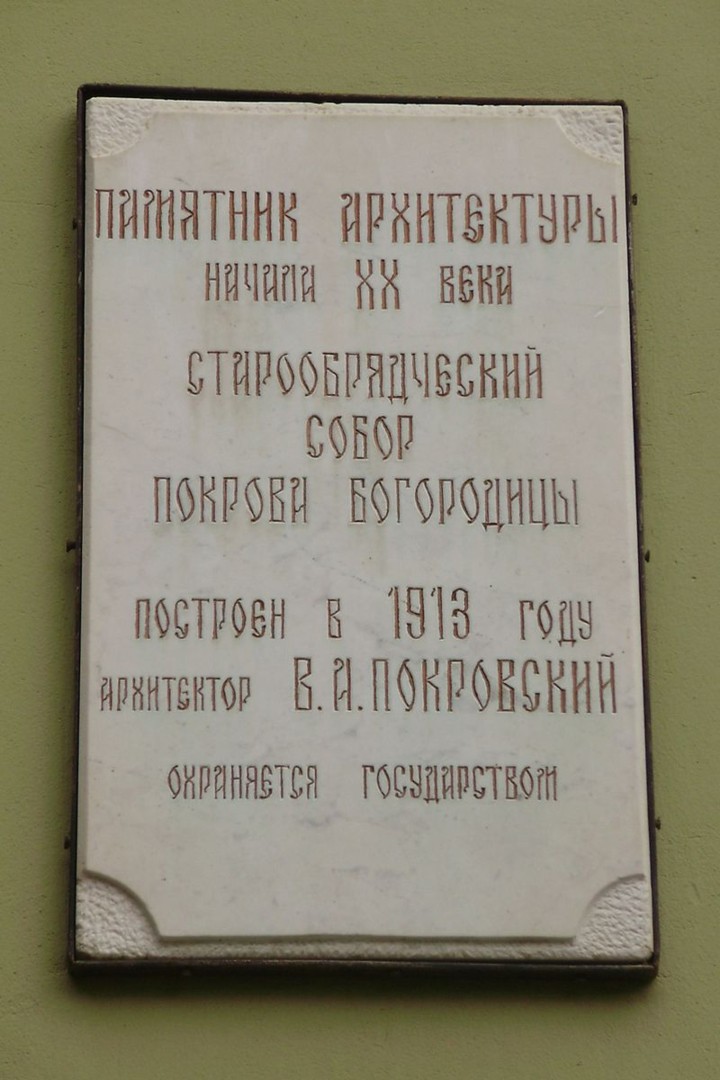 ПАМЯТНИК АРХИТЕКТУРЫ
НАЧАЛА XX ВЕКА
СТАРООБРЯДЧЕСКИЙ
СОБОР
ПОКРОВА БОГОРОДИЦЫ
ПОСТРОЕН В 1913 ГОДУ
АРХИТЕКТОР В.А.ПОКРОВСКИЙ
ОХРАНЯЕТСЯ ГОСУДАРСТВОМ